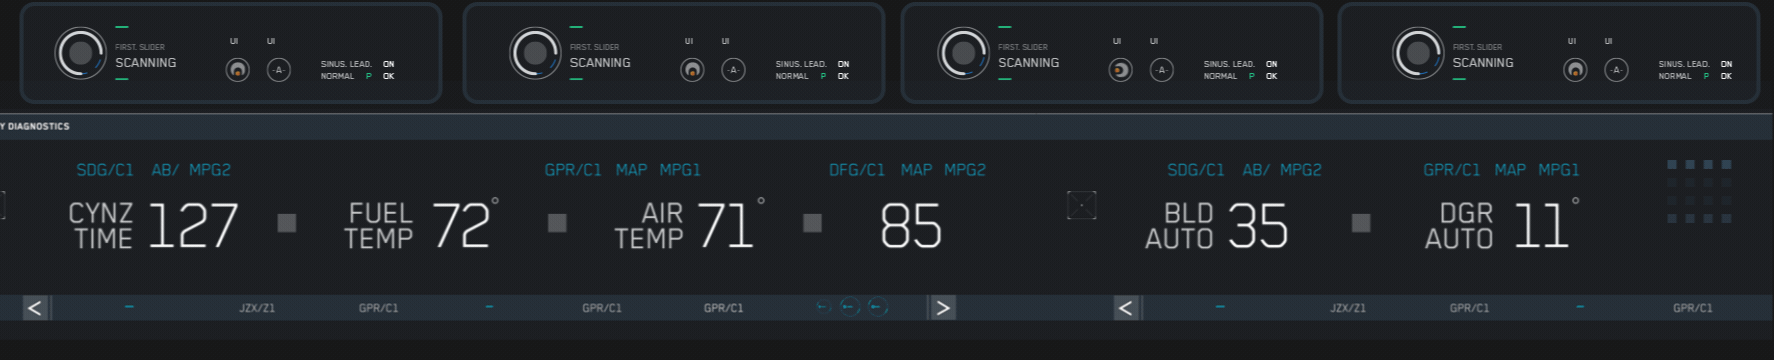 UI UI
FIRST. SLIDER
SCANNING
-A-
SINUS. LEAD. ON
NORMAL P OK
UI UI
FIRST. SLIDER
SCANNING
-A-
SINUS. LEAD. ON
NORMAL P OK
UI UI
FIRST. SLIDER
SCANNING
-A-
SINUS. LEAD. ON
NORMAL P OK
UI UI
FIRST. SLIDER
SCANNING
-A-
SINUS. LEAD. ON
NORMAL P OK
Y DIAGNOSTICS
SDG/C1 AB/ MPG2
GPR/C1 MAP MPG1
DFG/C1 MAP MPG2
SDG/C1 AB/ MPG2
GPR/C1 MAP MPG1
CYNZ
TIME
127
FUEL
TEMP
72°
AIR
TEMP
71°
85
BLD
AUTO
35
DGR
AUTO
11°
< JZX/Z1 GPR/C1 GPR/C1 GPR/C1 >
< JZX/Z1 GPR/C1 GPR/C1